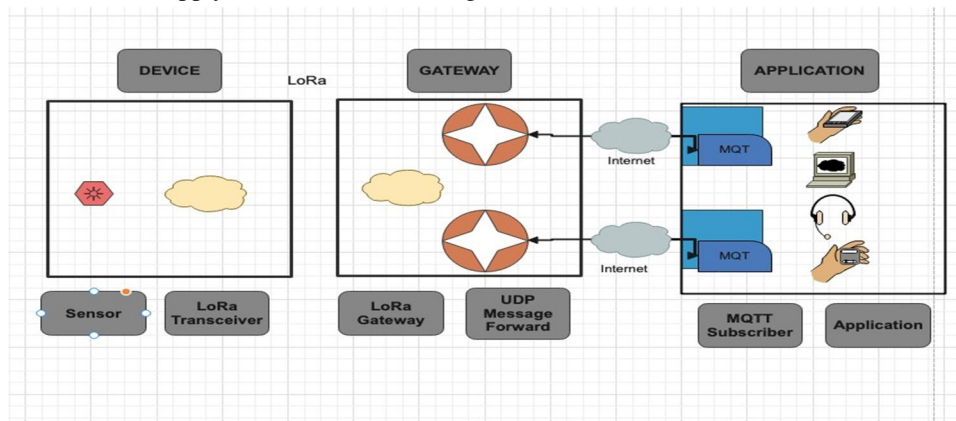 DEVICE
LoRa
GATEWAY
APPLICATION
Internet
MQT
Internet
MQT
Sensor
LoRa
Transceiver
LoRa
Gateway
UDP
Message
Forward
MQTT
Subscriber
Application